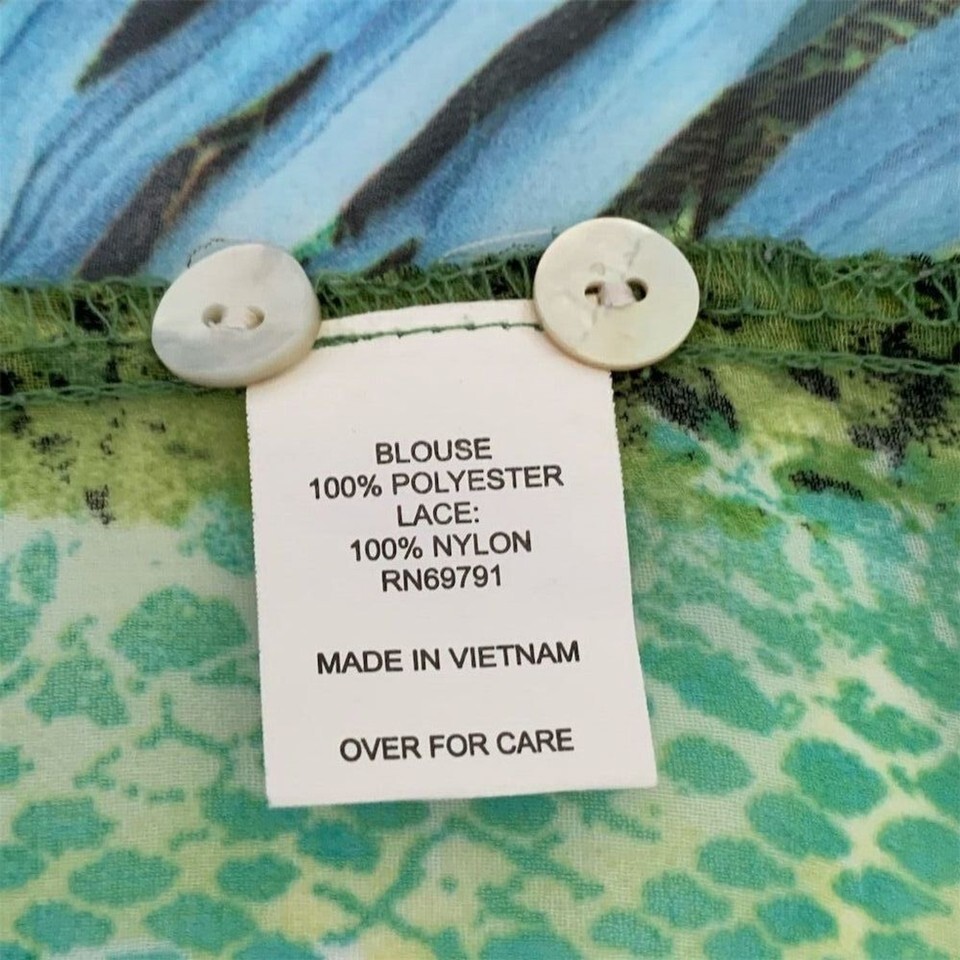 BLOUSE
100% POLYESTER
LACE:
100% NYLON
RN69791
MADE IN VIETNAM
OVER FOR CARE